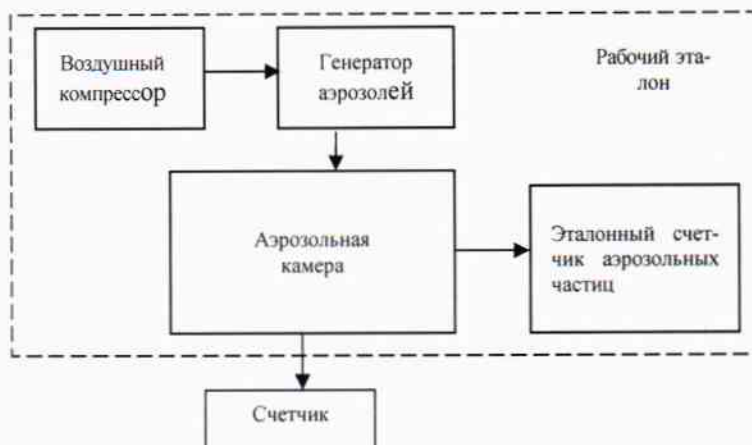 Воздушный
компрессор
Генератор
аэрозолей
Рабочий эта-
лон
Аэрозольная
камера
Эталонный счет-
чик аэрозольных
частиц
Счетчик